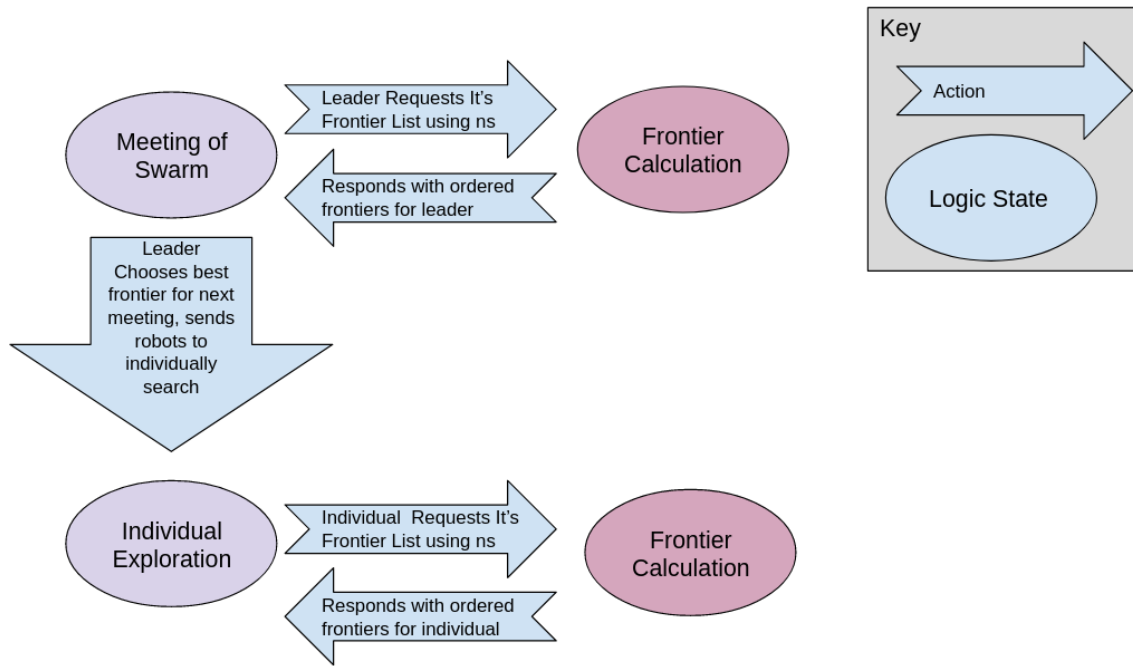 Key
Action
Logic State
Meeting of
Swarm
Leader Requests It's
Frontier List using ns
Responds with ordered
frontiers for leader
Frontier
Calculation
Leader
Chooses best
frontier for next
meeting, sends
robots to
individually
search
Individual
Exploration
Individual  Requests It's
Frontier List using ns
Responds with ordered
frontiers for individual
Frontier
Calculation